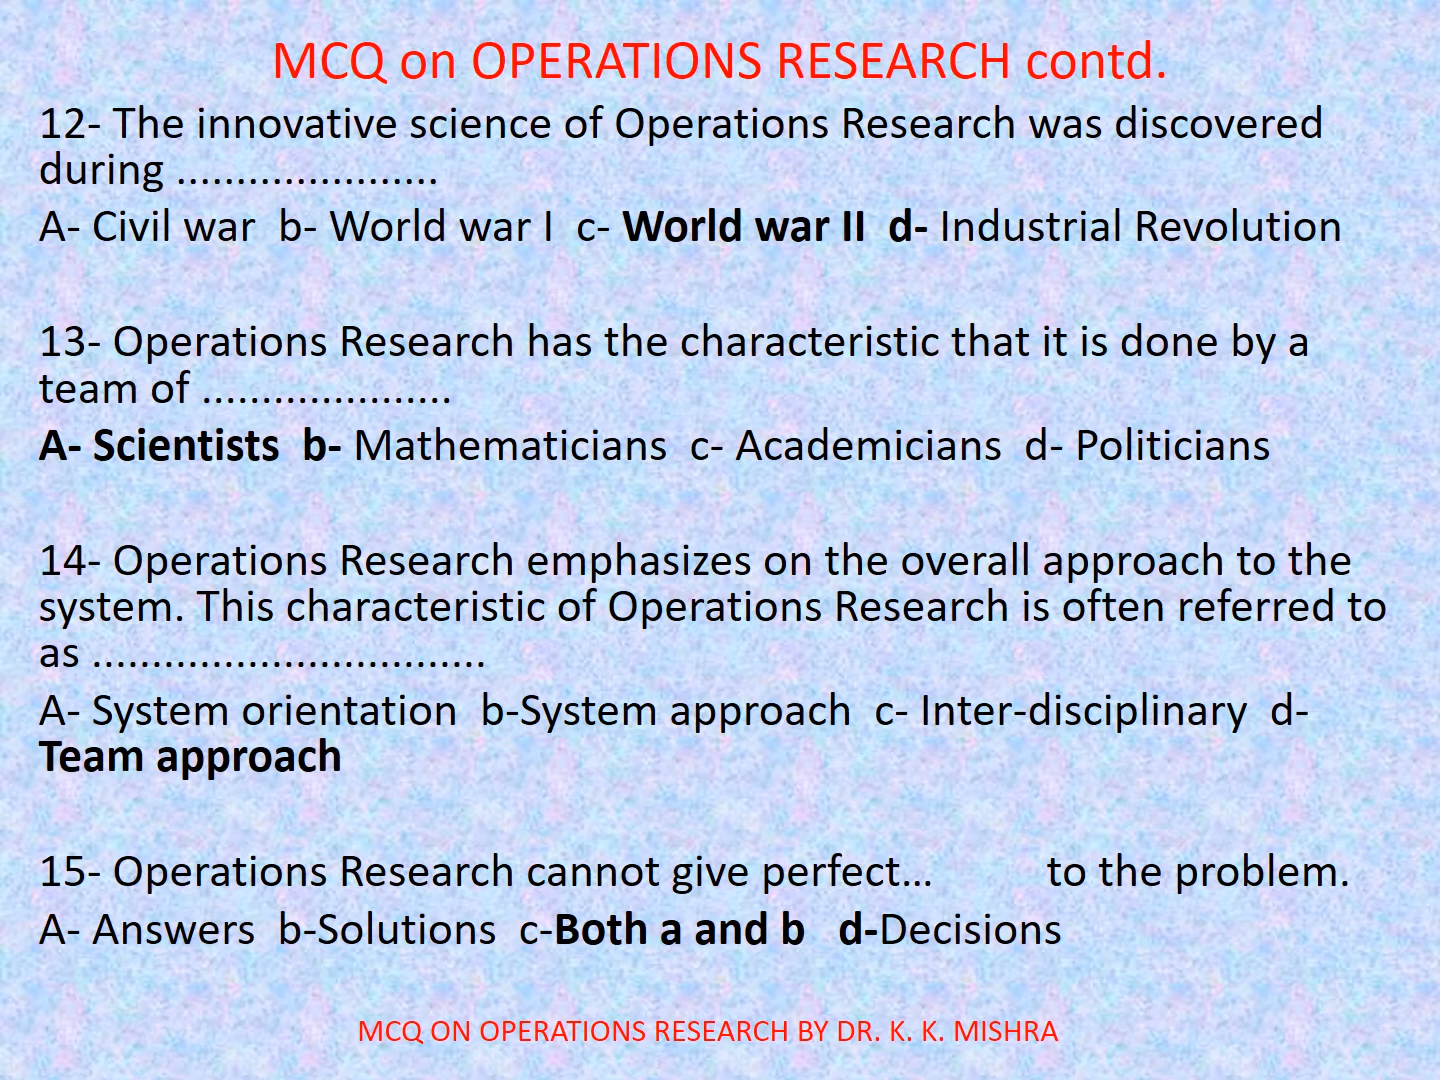 MCQ on OPERATIONS RESEARCH contd.
12- The innovative science of Operations Research was discovered
during ......................
A- Civil war  b- World war I  c- World war II  d- Industrial Revolution
13- Operations Research has the characteristic that it is done by a
team of .....................
A- Scientists  b- Mathematicians  c- Academicians  d- Politicians
14- Operations Research emphasizes on the overall approach to the
system. This characteristic of Operations Research is often referred to
as .................................
A- System orientation  b-System approach  c- Inter-disciplinary  d-
Team approach
15- Operations Research cannot give perfect…          to the problem.
A- Answers  b-Solutions  c-Both a and b   d-Decisions
MCQ ON OPERATIONS RESEARCH BY DR. K. K. MISHRA